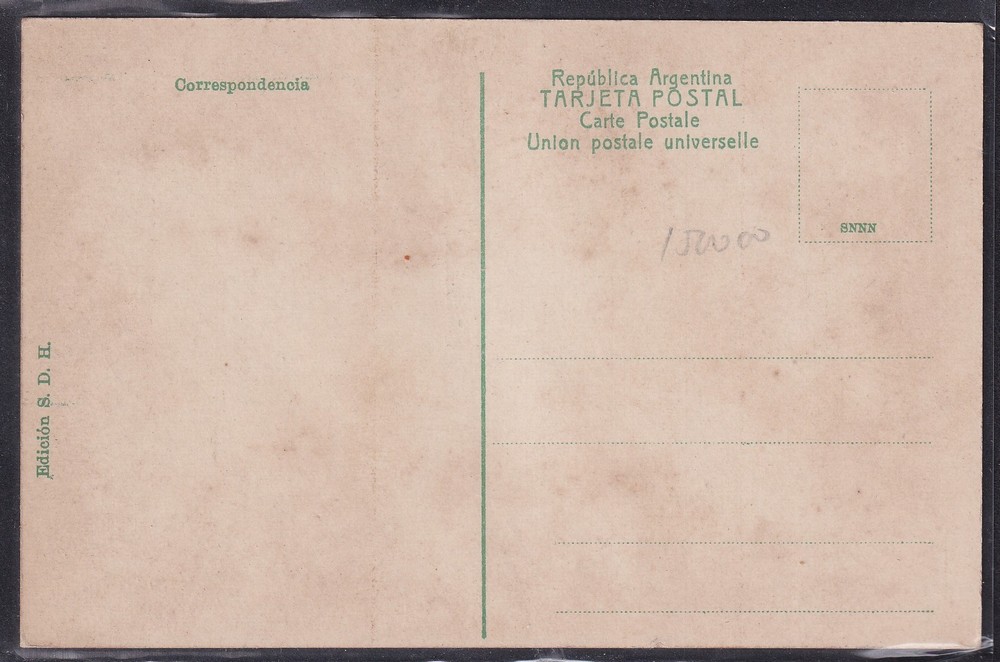 Correspondencia
República Argentina
TARJETA POSTAL
Carte Postale
Union postale universelle
SNNN
Edición S. D. H.